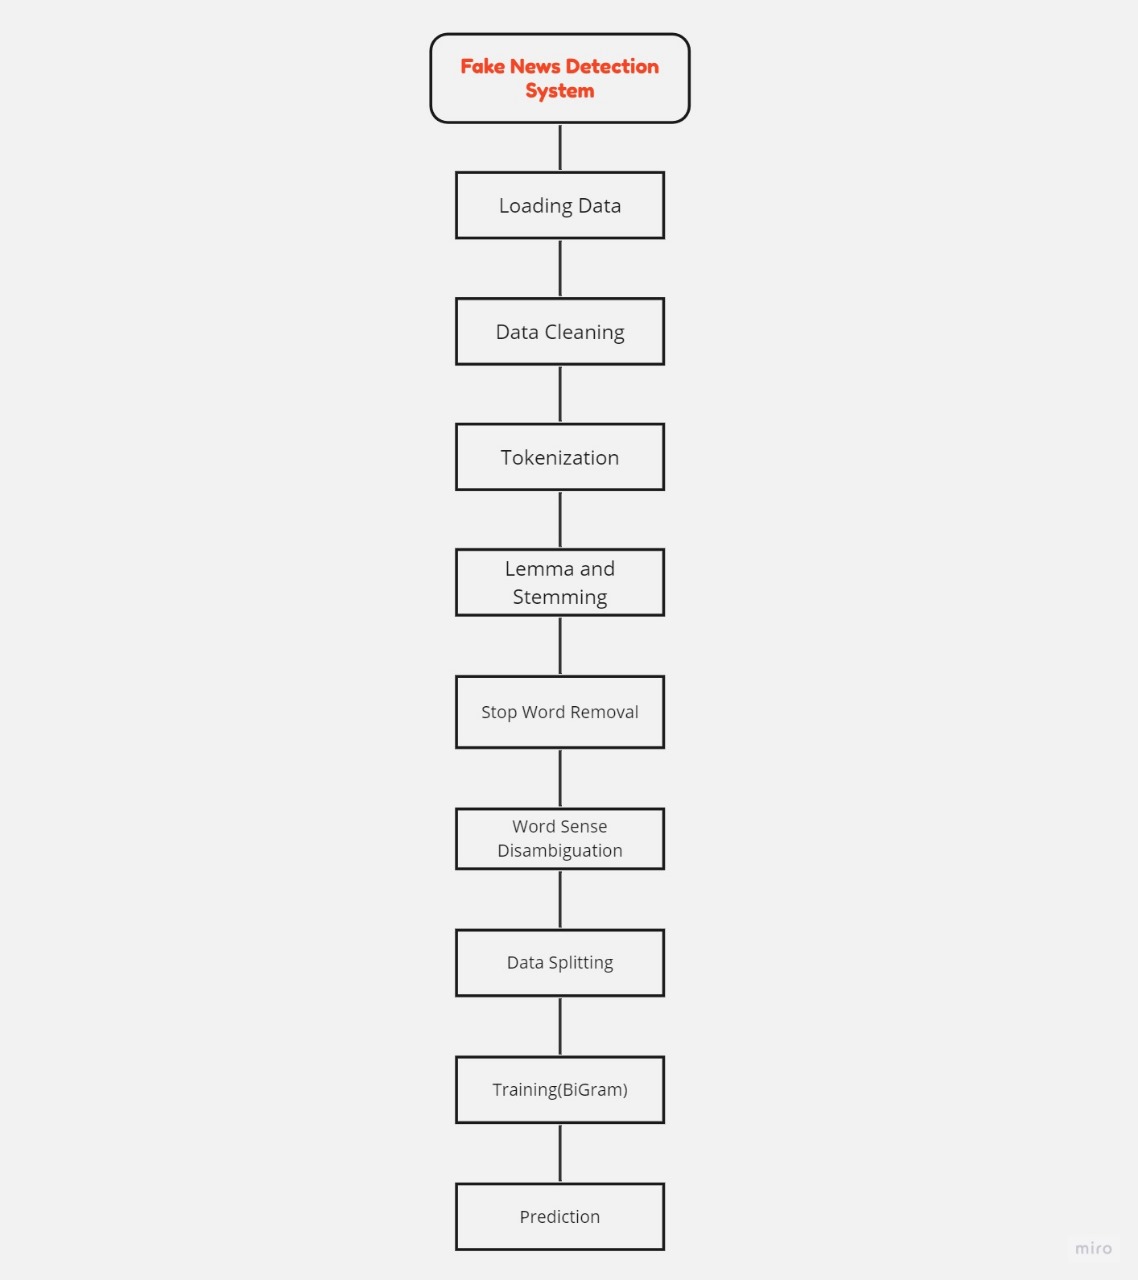 Fake News Detection
System
Loading Data
Data Cleaning
Tokenization
Lemma and
Stemming
Stop Word Removal
Word Sense
Disambiguation
Data Splitting
Training(BiGram)
Prediction
miro